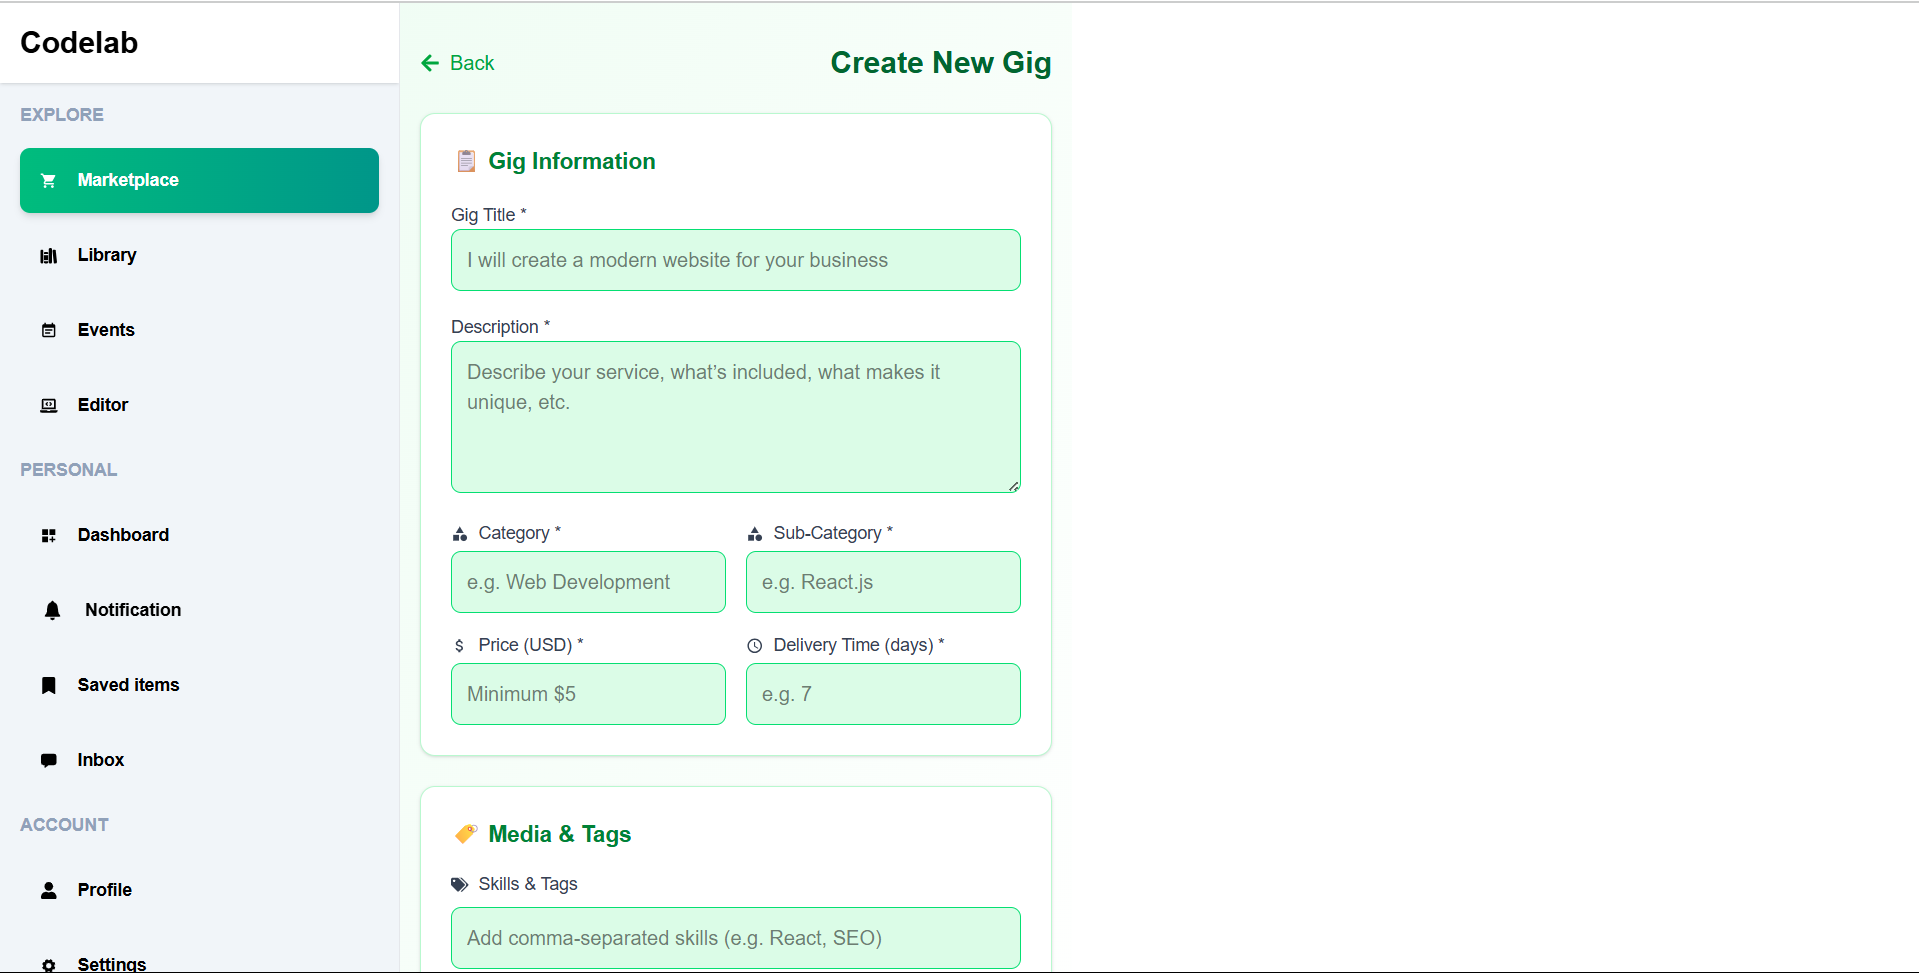 Codelab
EXPLORE
Marketplace
Library
Events
Editor
PERSONAL
Dashboard
Notification
Saved items
Inbox
ACCOUNT
Profile
Settings
Back
Create New Gig
Gig Information
Gig Title *
I will create a modern website for your business
Description *
Describe your service, what’s included, what makes it
unique, etc.
Category *
Sub-Category *
e.g. Web Development
e.g. React.js
Price (USD) *
Delivery Time (days) *
Minimum $5
e.g. 7
Media & Tags
Skills & Tags
Add comma-separated skills (e.g. React, SEO)